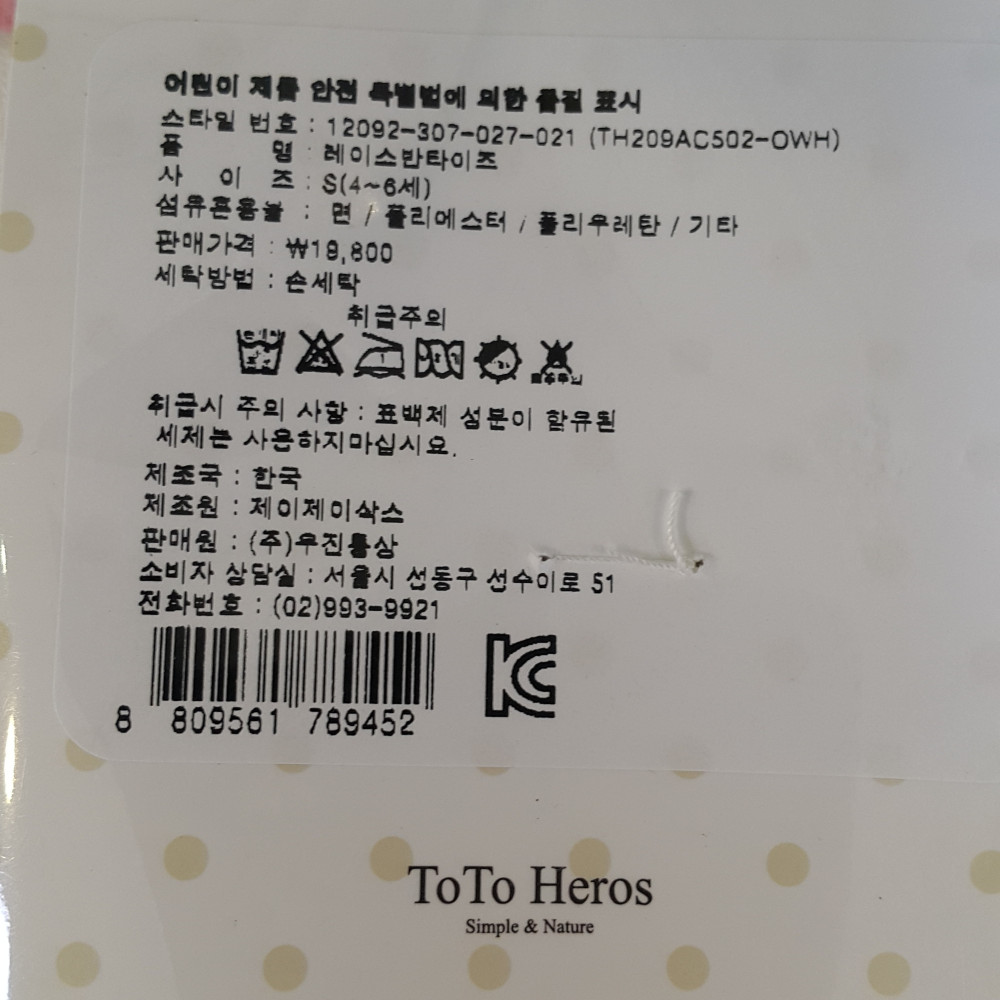 어린이 제품 안전 특별법에 의한 품질 표시
스타일 번호 : 12092-307-027-021 (TH209AC502-OWH)
품 명 : 레이스반타이즈
사 이 즈 : S(4~6세)
섬유혼용율 : 면 / 폴리에스터 / 폴리우레탄 / 기타
판매가격 : ₩19,800
세탁방법 : 손세탁
취급주의
취급시 주의 사항 : 표백제 성분이 함유된
세제는 사용하지마십시요.
제조국 : 한국
제조원 : 제이제이삭스
판매원 : (주)우진통상
소비자 상담실 : 서울시 선동구 선수이로 51
전화번호 : (02)993-9921
8 809561 789452
ToTo Heros
Simple & Nature